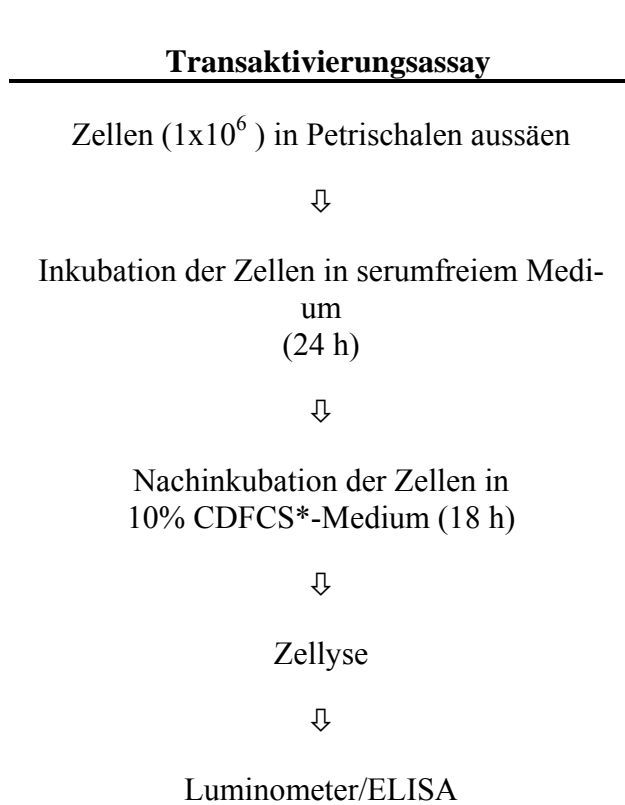 Transaktivierungsassay
Zellen (1x10⁶ ) in Petrischalen aussäen
⇩
Inkubation der Zellen in serumfreiem Medi-
um
(24 h)
⇩
Nachinkubation der Zellen in
10% CDFCS*-Medium (18 h)
⇩
Zellyse
⇩
Luminometer/ELISA